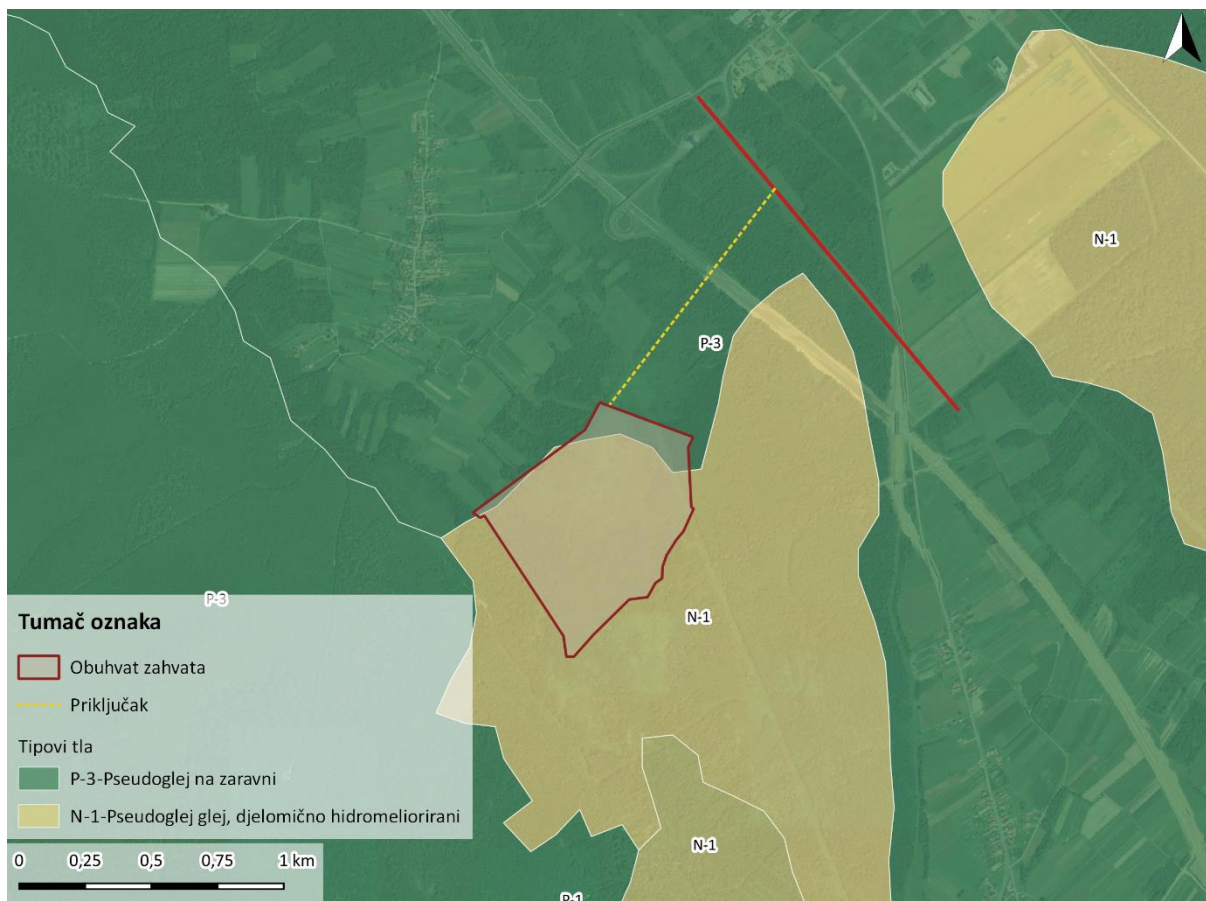 N-1
P-3
P-3
N-1
Tumač oznaka
Obuhvat zahvata
Priključak
Tipovi tla
P-3-Pseudoglej na zaravni
N-1-Pseudoglej glej, djelomično hidromeliorirani
0 0,25 0,5 0,75 1 km
N-1
P-1